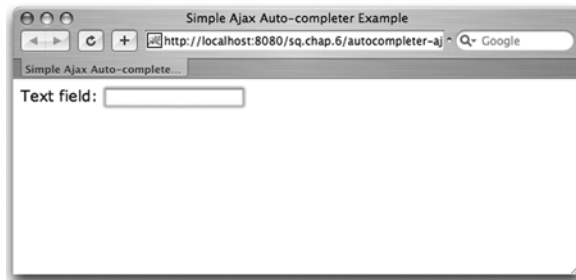 Simple Ajax Auto-completer Example
http://localhost:8080/sq.chap.6/autocompleter-aj
Google
Simple Ajax Auto-complete...
Text field: